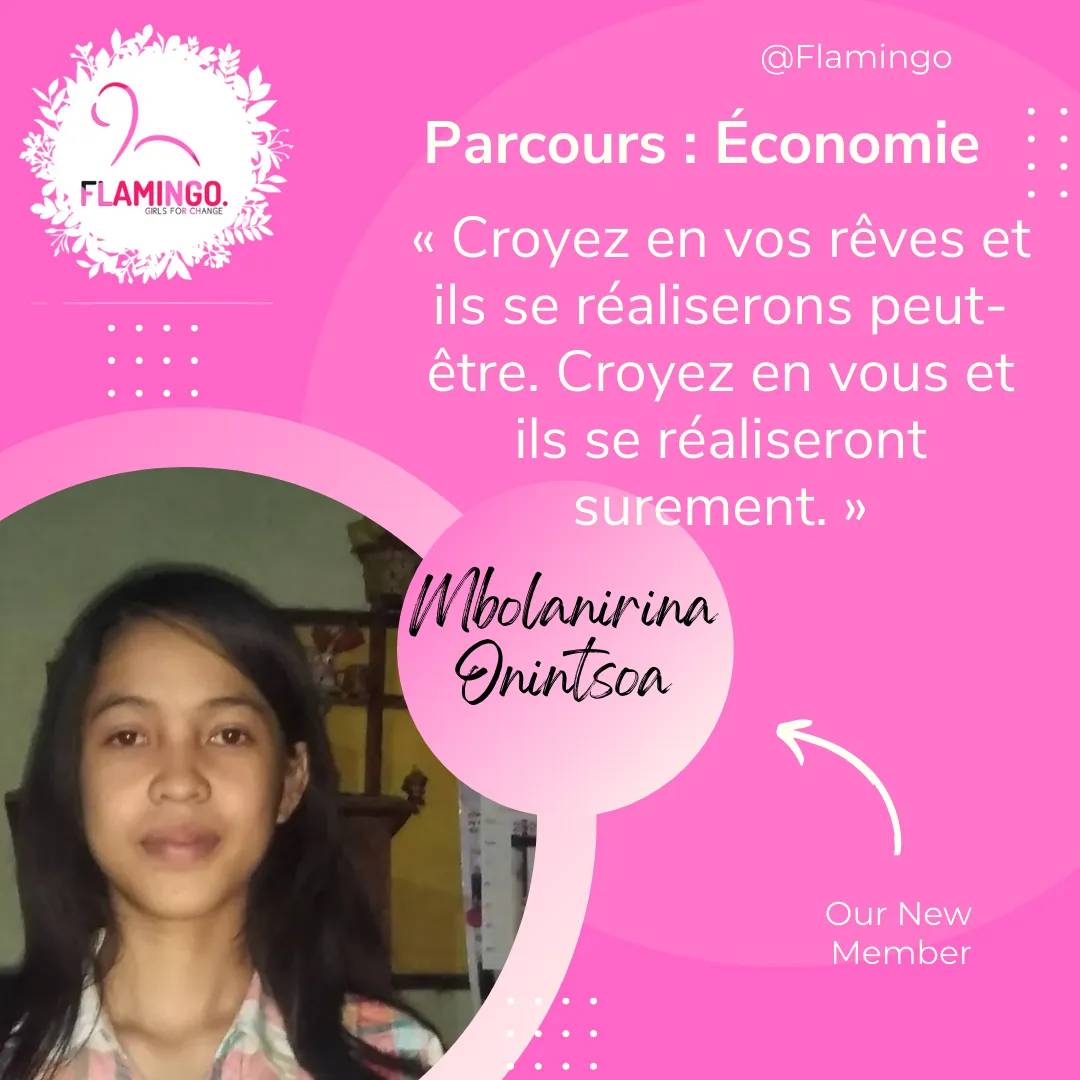 @Flamingo
FLAMINGO.
GIRLS FOR CHANGE
Parcours : Économie
« Croyez en vos rêves et
ils se réaliserons peut-
être. Croyez en vous et
ils se réaliseront
surement. »
Mbolanirina
Onintsoa
Our New
Member